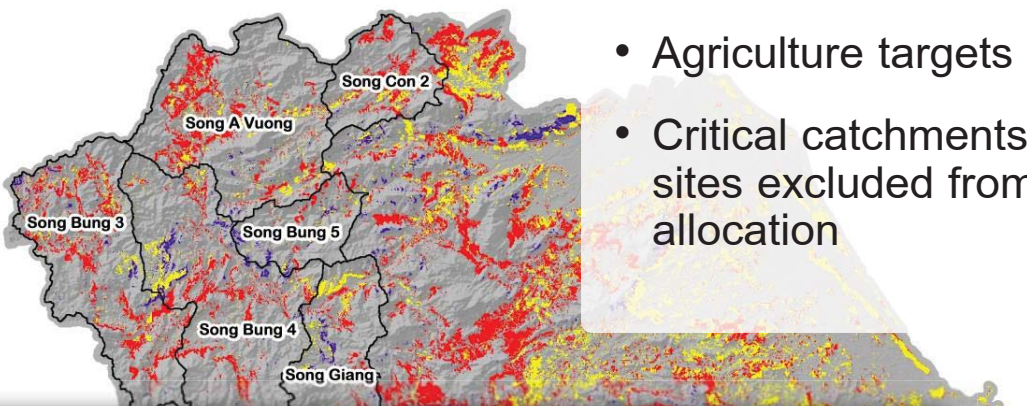 • Agriculture targets
• Critical catchments
sites excluded from
allocation
Song Con 2
Song A Vuong
Song Bung 3
Song Bung 5
Song Bung 4
Song Giang